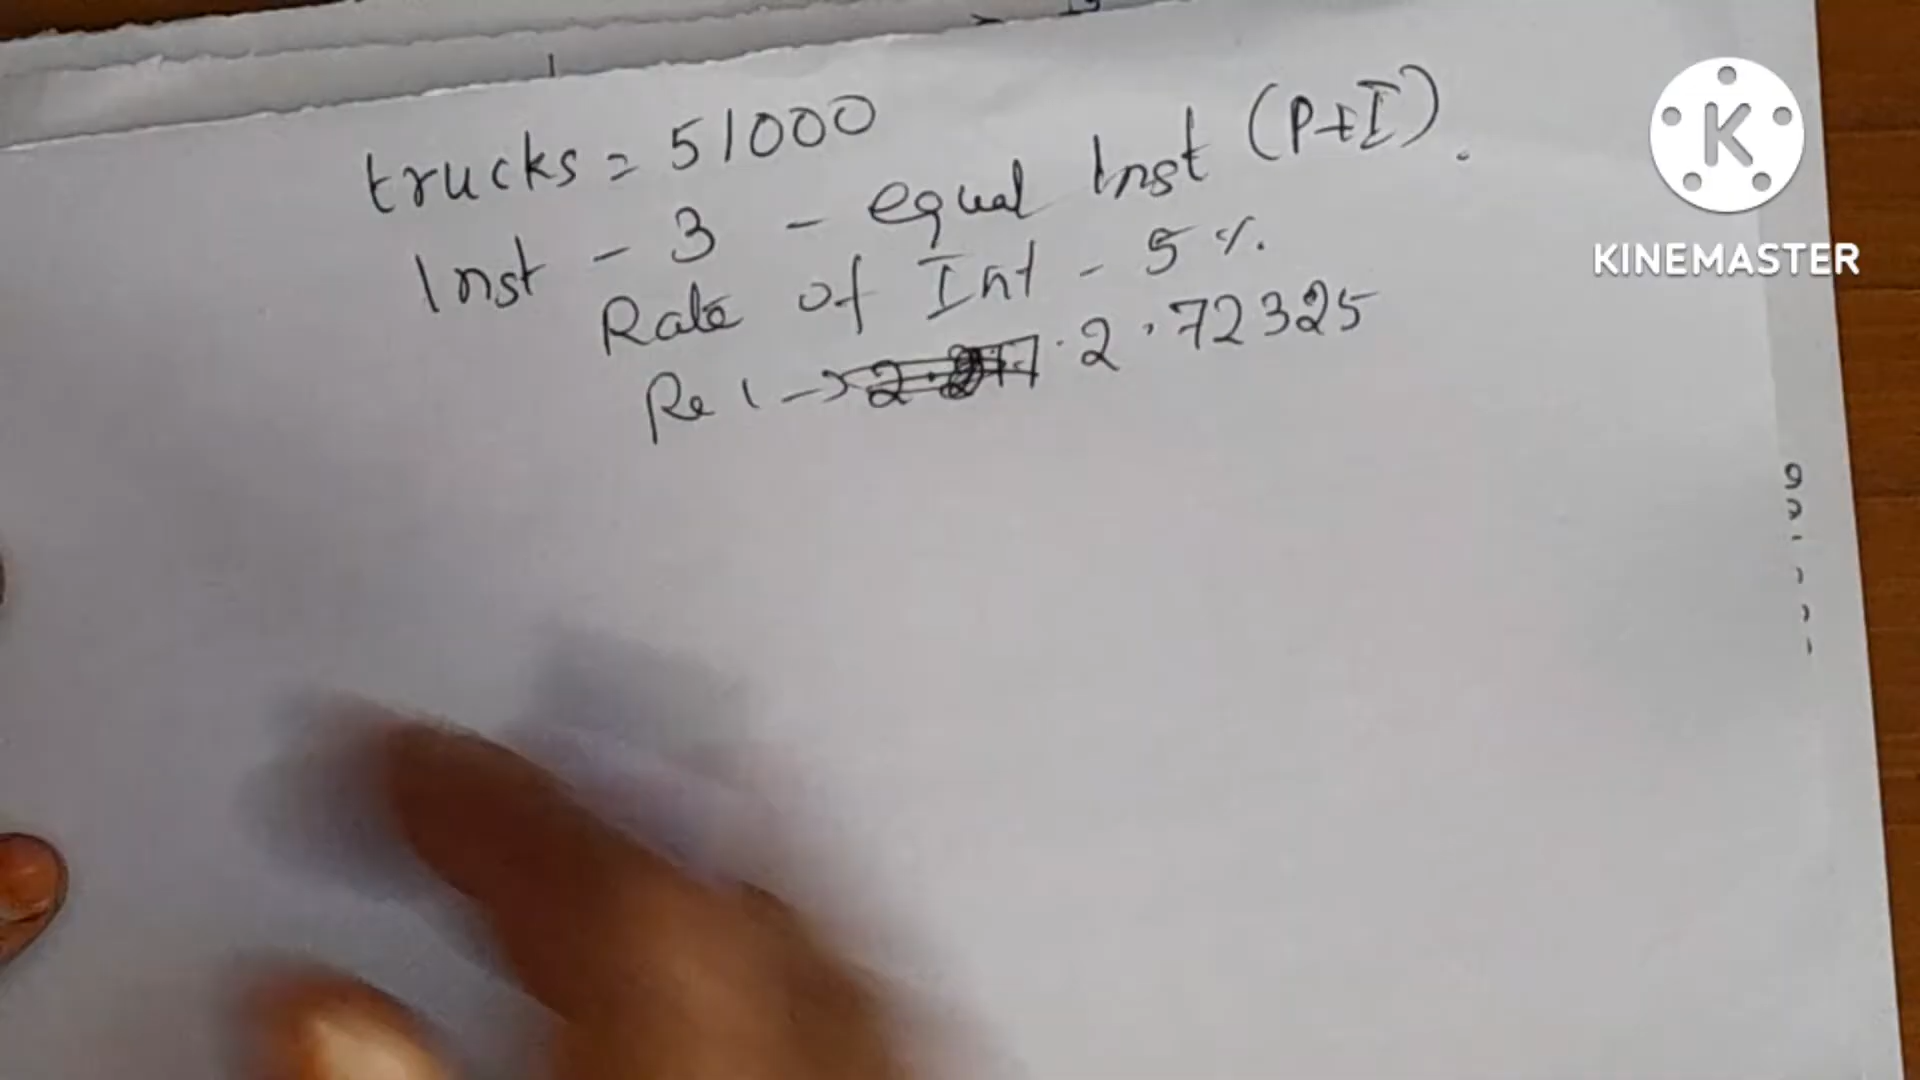 trucks = 51000
Inst - 3 - equal Inst (P+I).
Rate of Int - 5%.
Re 1 -> 2.72325
K
KINEMASTER